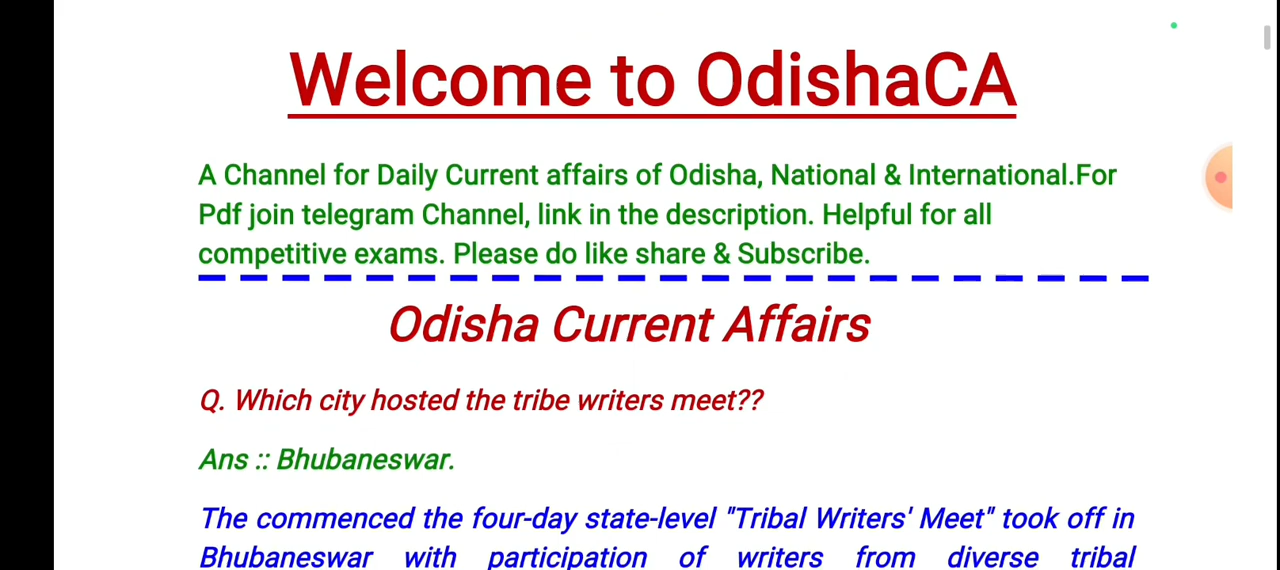 Welcome to OdishaCA
A Channel for Daily Current affairs of Odisha, National & International.For
Pdf join telegram Channel, link in the description. Helpful for all
competitive exams. Please do like share & Subscribe.
Odisha Current Affairs
Q. Which city hosted the tribe writers meet??
Ans :: Bhubaneswar.
The commenced the four-day state-level "Tribal Writers' Meet" took off in
Bhubaneswar with participation of writers from diverse tribal